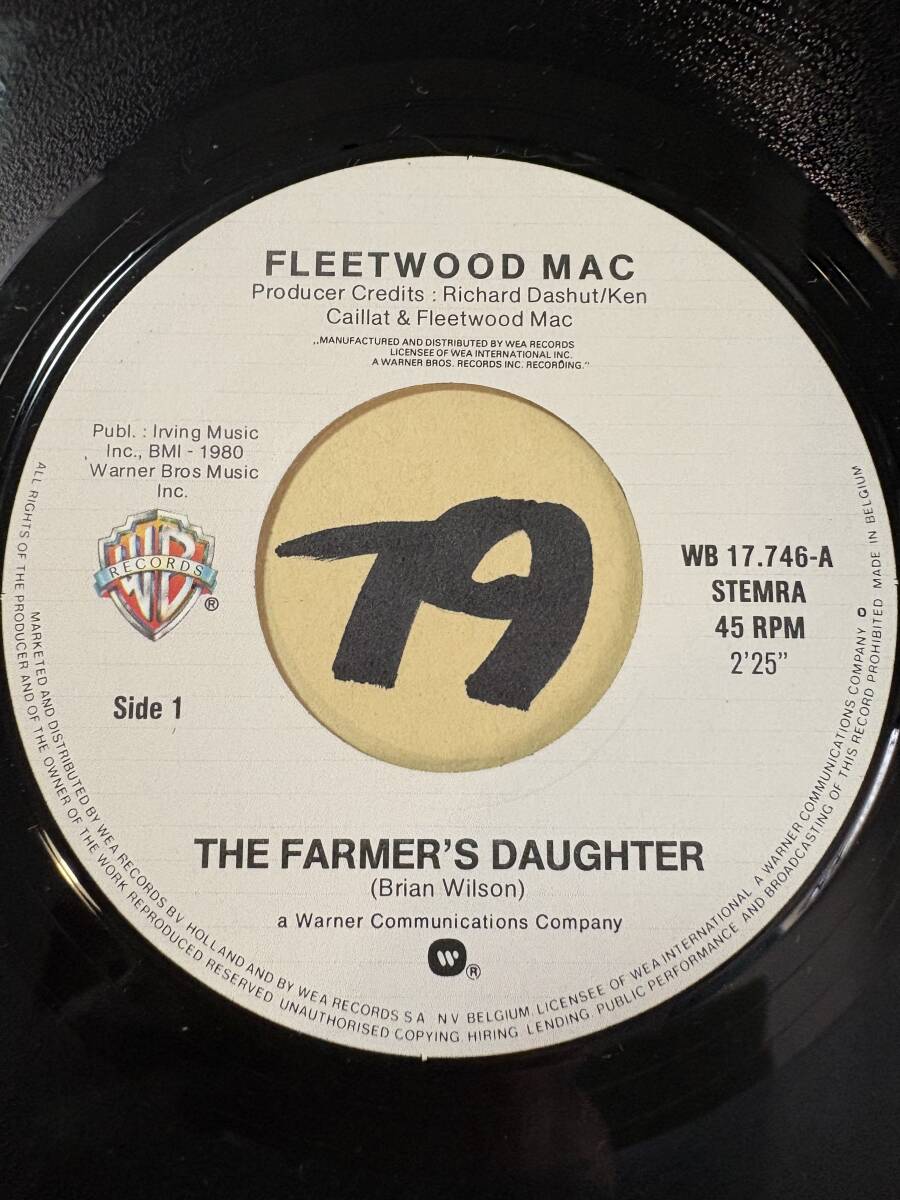 FLEETWOOD MAC
Producer Credits : Richard Dashut/Ken
Caillat & Fleetwood Mac
„MANUFACTURED AND DISTRIBUTED BY WEA RECORDS
LICENSEE OF WEA INTERNATIONAL INC.
A WARNER BROS. RECORDS INC. RECORDING."
Publ. : Irving Music
Inc., BMI - 1980
Warner Bros Music
Inc.
WB
RECORDS
®
Side 1
WB 17.746-A
STEMRA
45 RPM
2'25"
THE FARMER'S DAUGHTER
(Brian Wilson)
a Warner Communications Company
W ®
ALL RIGHTS OF THE PRODUCER AND OF THE OWNER OF THE WORK REPRODUCED RESERVED UNAUTHORISED COPYING. HIRING. LENDING. PUBLIC PERFORMANCE AND BROADCASTING OF THIS RECORD PROHIBITED MADE IN BELGIUM
MARKETED AND DISTRIBUTED BY WEA RECORDS BV HOLLAND AND BY WEA RECORDS S A N V BELGIUM. LICENSEE OF WEA INTERNATIONAL A WARNER COMMUNICATIONS COMPANY O